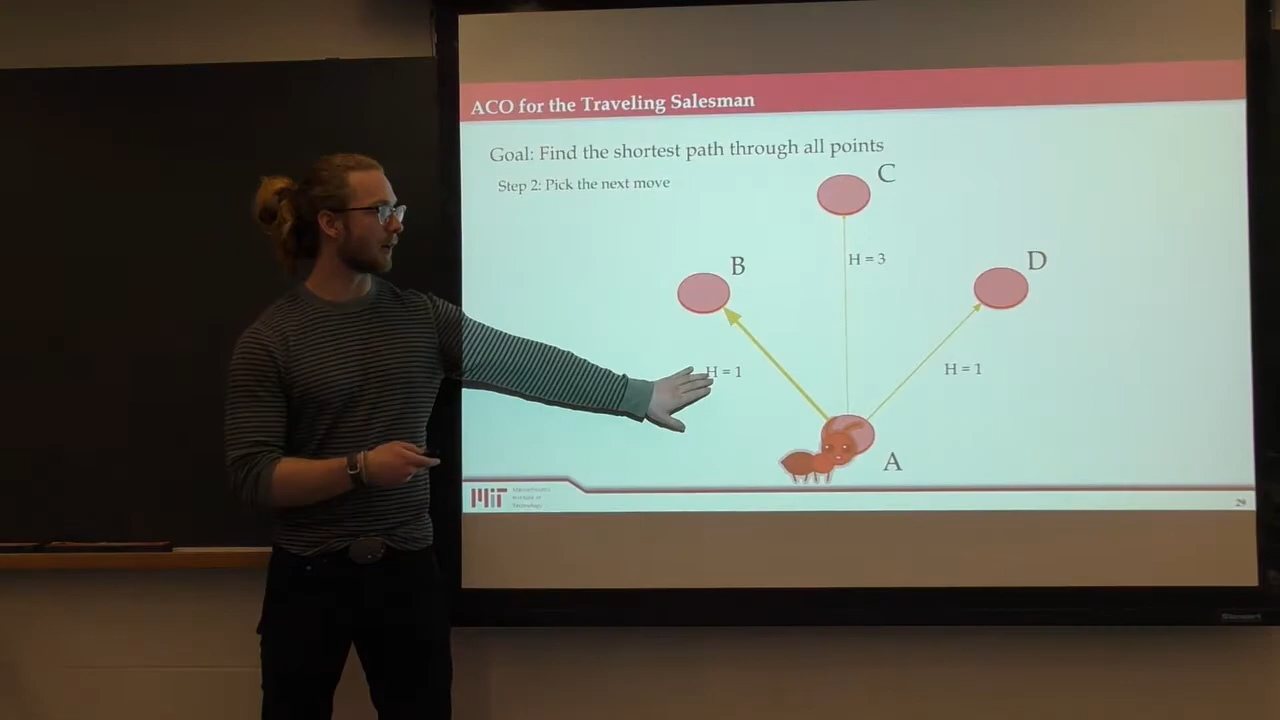 ACO for the Traveling Salesman
Goal: Find the shortest path through all points
Step 2: Pick the next move
C
H = 3
B
D
H = 1
H = 1
A
MIT
Massachusetts
Institute of
Technology